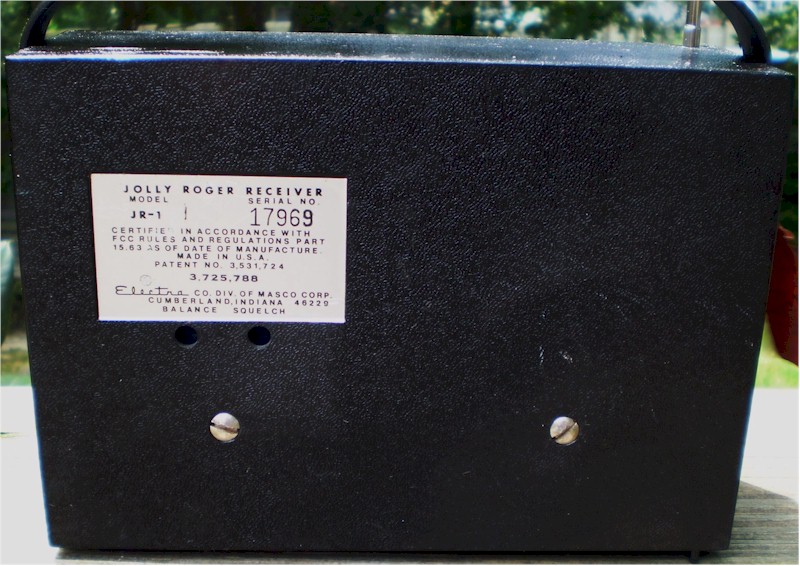 JOLLY ROGER RECEIVER
MODEL SERIAL NO.
JR-1 17969
CERTIFIED IN ACCORDANCE WITH
FCC RULES AND REGULATIONS PART
15.63 AS OF DATE OF MANUFACTURE.
MADE IN U.S.A.
PATENT NO. 3,531,724
3,725,788
Electra CO. DIV. OF MASCO CORP.
CUMBERLAND, INDIANA 46229
BALANCE SQUELCH